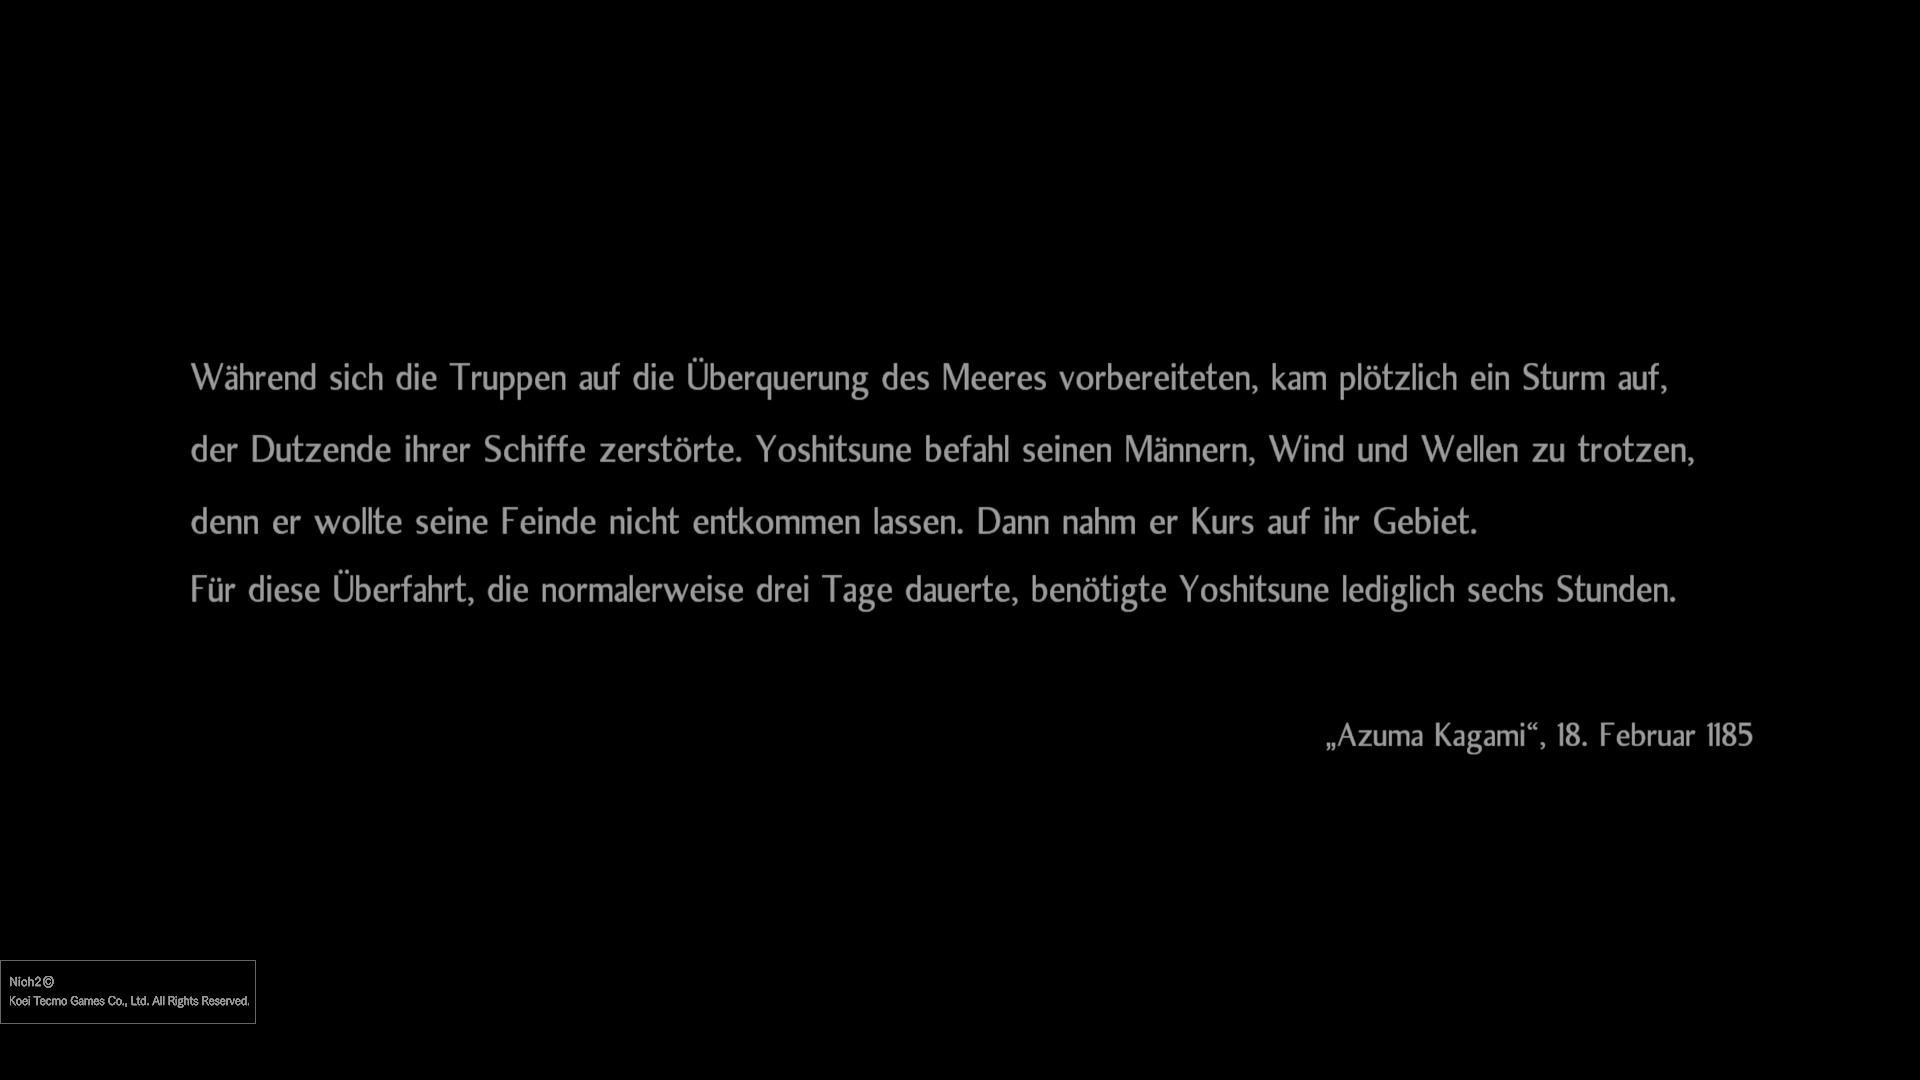 Während sich die Truppen auf die Überquerung des Meeres vorbereiteten, kam plötzlich ein Sturm auf,
der Dutzende ihrer Schiffe zerstörte. Yoshitsune befahl seinen Männern, Wind und Wellen zu trotzen,
denn er wollte seine Feinde nicht entkommen lassen. Dann nahm er Kurs auf ihr Gebiet.
Für diese Überfahrt, die normalerweise drei Tage dauerte, benötigte Yoshitsune lediglich sechs Stunden.
„Azuma Kagami“, 18. Februar 1185
Nioh2©
Koei Tecmo Games Co., Ltd. All Rights Reserved.